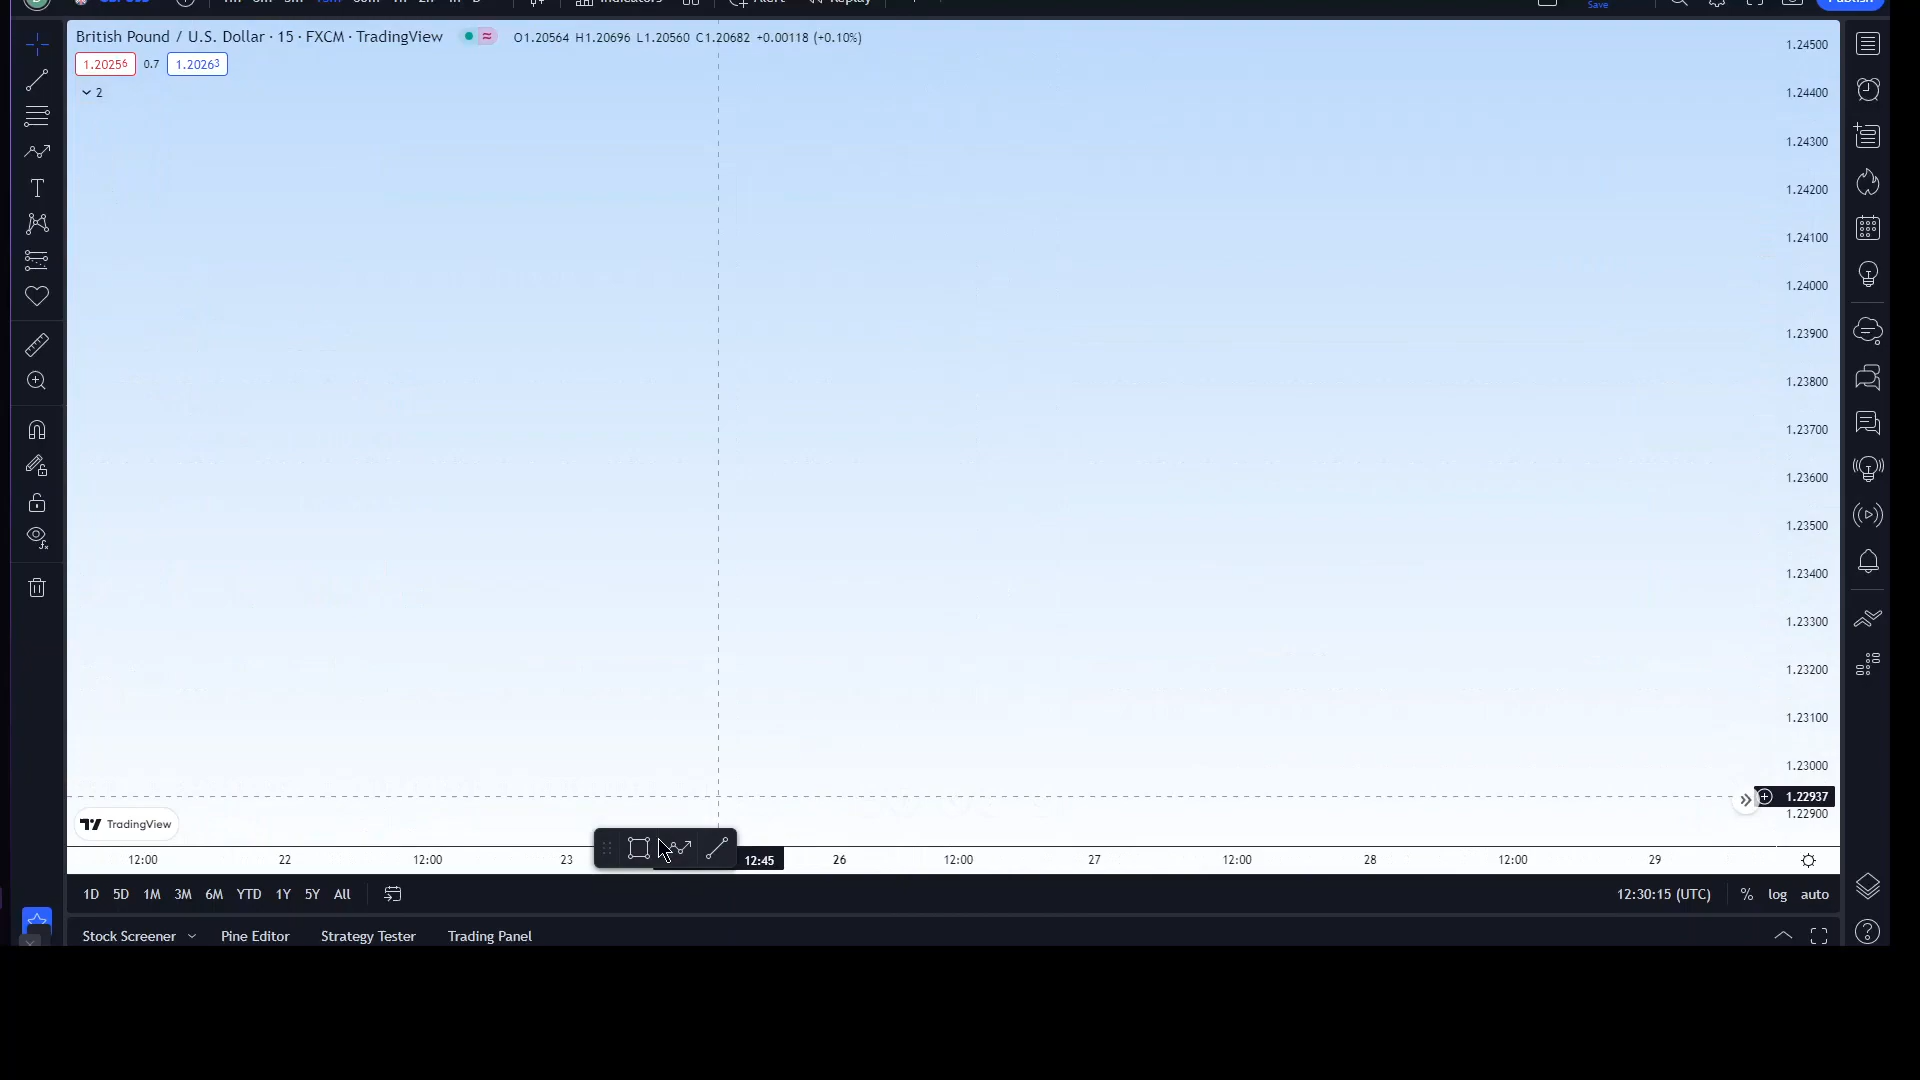 Indicators Alert Replay Save Publish
British Pound / U.S. Dollar · 15 · FXCM · TradingView O1.20564 H1.20696 L1.20560 C1.20682 +0.00118 (+0.10%)
1.20256 0.7 1.20263
2
1.24500
1.24400
1.24300
1.24200
1.24100
1.24000
1.23900
1.23800
1.23700
1.23600
1.23500
1.23400
1.23300
1.23200
1.23100
1.23000
1.22937
1.22900
TradingView
12:00 22 12:00 23 12:45 26 12:00 27 12:00 28 12:00 29
1D 5D 1M 3M 6M YTD 1Y 5Y All 12:30:15 (UTC) % log auto
Stock Screener Pine Editor Strategy Tester Trading Panel